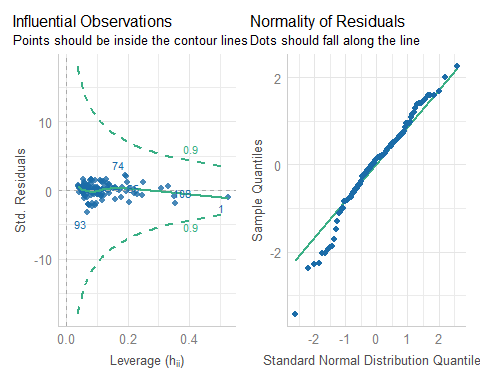 Influential Observations
Points should be inside the contour lines
Std. Residuals
10
0
-10
0.9
74
93
1
0.9
0.0
0.2
0.4
Leverage (hii)
Normality of Residuals
Dots should fall along the line
Sample Quantiles
2
0
-2
-2
-1
0
1
2
Standard Normal Distribution Quantile